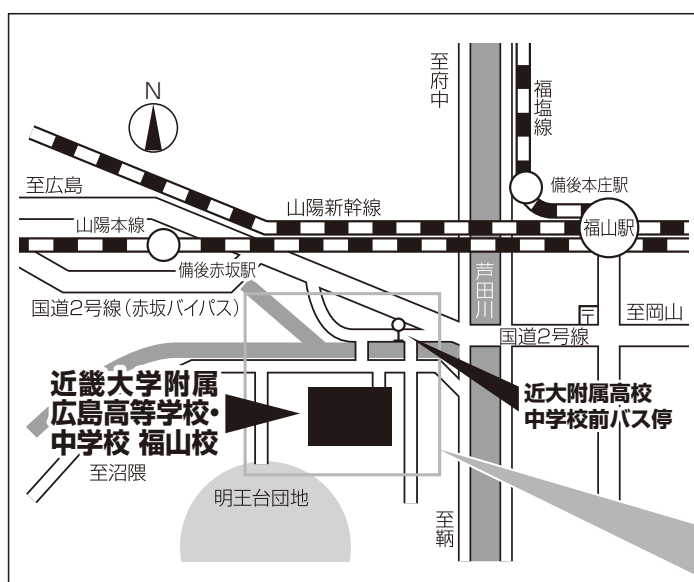 N
至府中
福塩線
備後本庄駅
至広島
山陽新幹線
福山駅
山陽本線
備後赤坂駅
芦田川
国道2号線(赤坂バイパス)
〒
至岡山
国道2号線
近畿大学附属
広島高等学校・
中学校 福山校
近大附属高校
中学校前バス停
至沼隈
明王台団地
至鞆